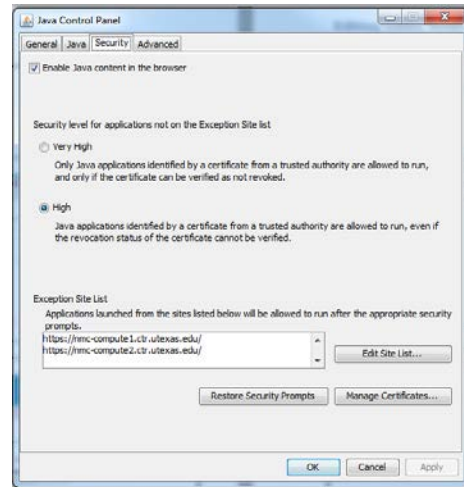 Java Control Panel
General Java Security Advanced
Enable Java content in the browser
Security level for applications not on the Exception Site list
Very High
Only Java applications identified by a certificate from a trusted authority are allowed to run,
and only if the certificate can be verified as not revoked.
High
Java applications identified by a certificate from a trusted authority are allowed to run, even if
the revocation status of the certificate cannot be verified.
Exception Site List
Applications launched from the sites listed below will be allowed to run after the appropriate security
prompts.
https://nmc-compute1.ctr.utexas.edu/
https://nmc-compute2.ctr.utexas.edu/
Edit Site List...
Restore Security Prompts Manage Certificates...
OK Cancel Apply